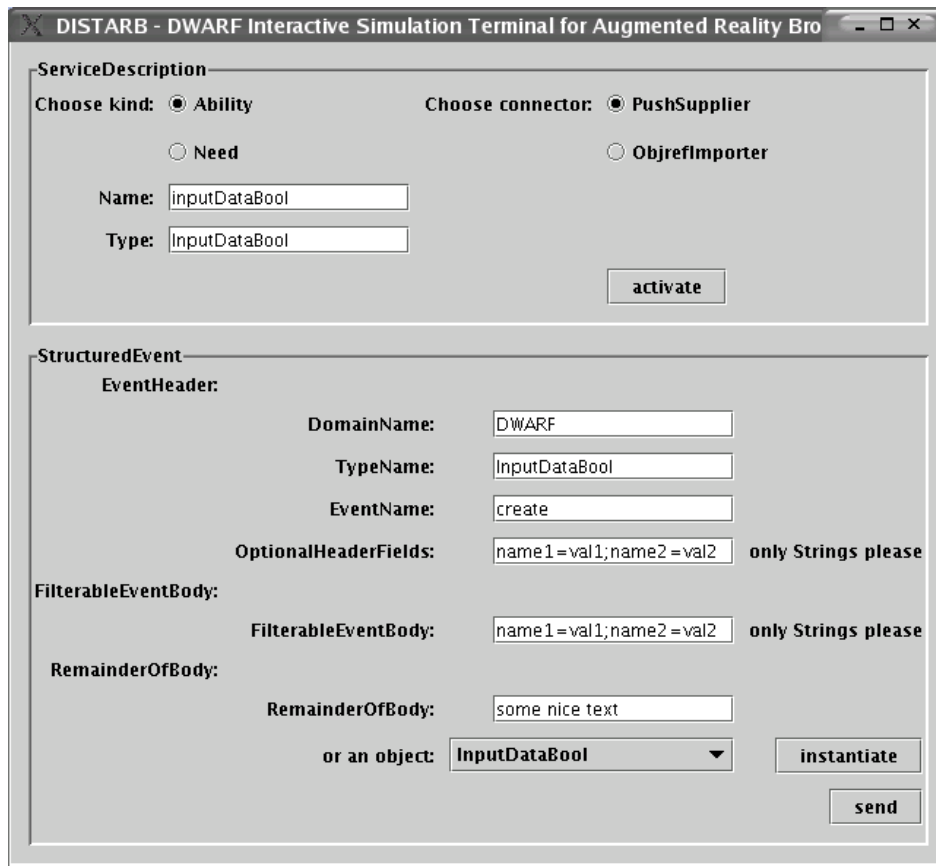 DISTARB - DWARF Interactive Simulation Terminal for Augmented Reality Bro
ServiceDescription
Choose kind: Ability Choose connector: PushSupplier
Need ObjrefImporter
Name: inputDataBool
Type: InputDataBool
activate
StructuredEvent
EventHeader:
DomainName: DWARF
TypeName: InputDataBool
EventName: create
OptionalHeaderFields: name1=val1;name2=val2 only Strings please
FilterableEventBody:
FilterableEventBody: name1=val1;name2=val2 only Strings please
RemainderOfBody:
RemainderOfBody: some nice text
or an object: InputDataBool instantiate
send